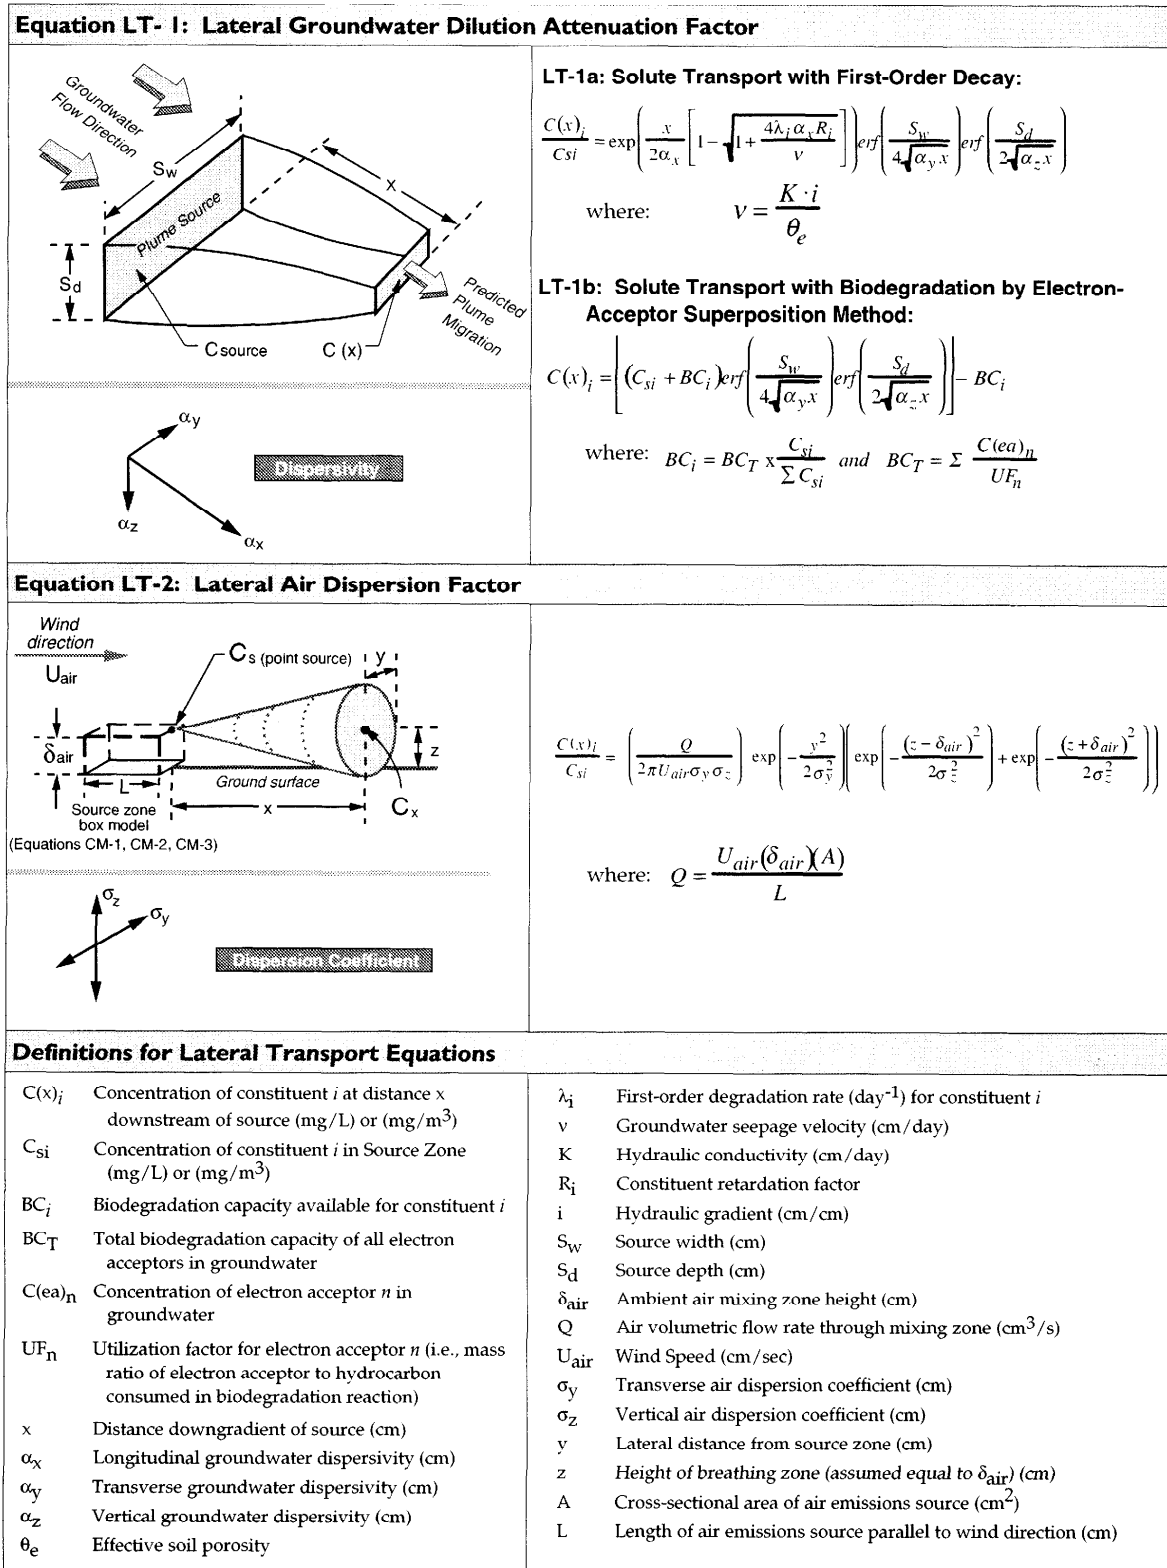 Equation LT- 1: Lateral Groundwater Dilution Attenuation Factor
Groundwater
Flow Direction
Sw
x
Plume Source
Sd
C source
C (x)
Predicted
Plume
Migration
αy
αz
αx
Dispersivity
LT-1a: Solute Transport with First-Order Decay:
C(x)i / Csi = exp( x / 2αx [ 1 − √(1 + 4λi αx Ri / ν) ] ) erf( Sw / 4√(αy x) ) erf( Sd / 2√(αz x) )
where: ν = K · i / θe
LT-1b: Solute Transport with Biodegradation by Electron-
Acceptor Superposition Method:
C(x)i = [ (Csi + BCi) erf( Sw / 4√(αy x) ) erf( Sd / 2√(αz x) ) ] − BCi
where: BCi = BCT x Csi / Σ Csi and BCT = Σ C(ea)n / UFn
Equation LT-2: Lateral Air Dispersion Factor
Wind
direction
Uair
Cs (point source)
y
δair
z
L
Ground surface
x
Cx
Source zone
box model
(Equations CM-1, CM-2, CM-3)
σz
σy
Dispersion Coefficient
C(x)i / Csi = ( Q / 2πUairσyσz ) exp( − y² / 2σy² ) ( exp( − (z − δair)² / 2σz² ) + exp( − (z + δair)² / 2σz² ) )
where: Q = Uair(δair)(A) / L
Definitions for Lateral Transport Equations
C(x)i Concentration of constituent i at distance x
downstream of source (mg/L) or (mg/m³)
Csi Concentration of constituent i in Source Zone
(mg/L) or (mg/m³)
BCi Biodegradation capacity available for constituent i
BCT Total biodegradation capacity of all electron
acceptors in groundwater
C(ea)n Concentration of electron acceptor n in
groundwater
UFn Utilization factor for electron acceptor n (i.e., mass
ratio of electron acceptor to hydrocarbon
consumed in biodegradation reaction)
x Distance downgradient of source (cm)
αx Longitudinal groundwater dispersivity (cm)
αy Transverse groundwater dispersivity (cm)
αz Vertical groundwater dispersivity (cm)
θe Effective soil porosity
λi First-order degradation rate (day⁻¹) for constituent i
ν Groundwater seepage velocity (cm/day)
K Hydraulic conductivity (cm/day)
Ri Constituent retardation factor
i Hydraulic gradient (cm/cm)
Sw Source width (cm)
Sd Source depth (cm)
δair Ambient air mixing zone height (cm)
Q Air volumetric flow rate through mixing zone (cm³/s)
Uair Wind Speed (cm/sec)
σy Transverse air dispersion coefficient (cm)
σz Vertical air dispersion coefficient (cm)
y Lateral distance from source zone (cm)
z Height of breathing zone (assumed equal to δair) (cm)
A Cross-sectional area of air emissions source (cm²)
L Length of air emissions source parallel to wind direction (cm)